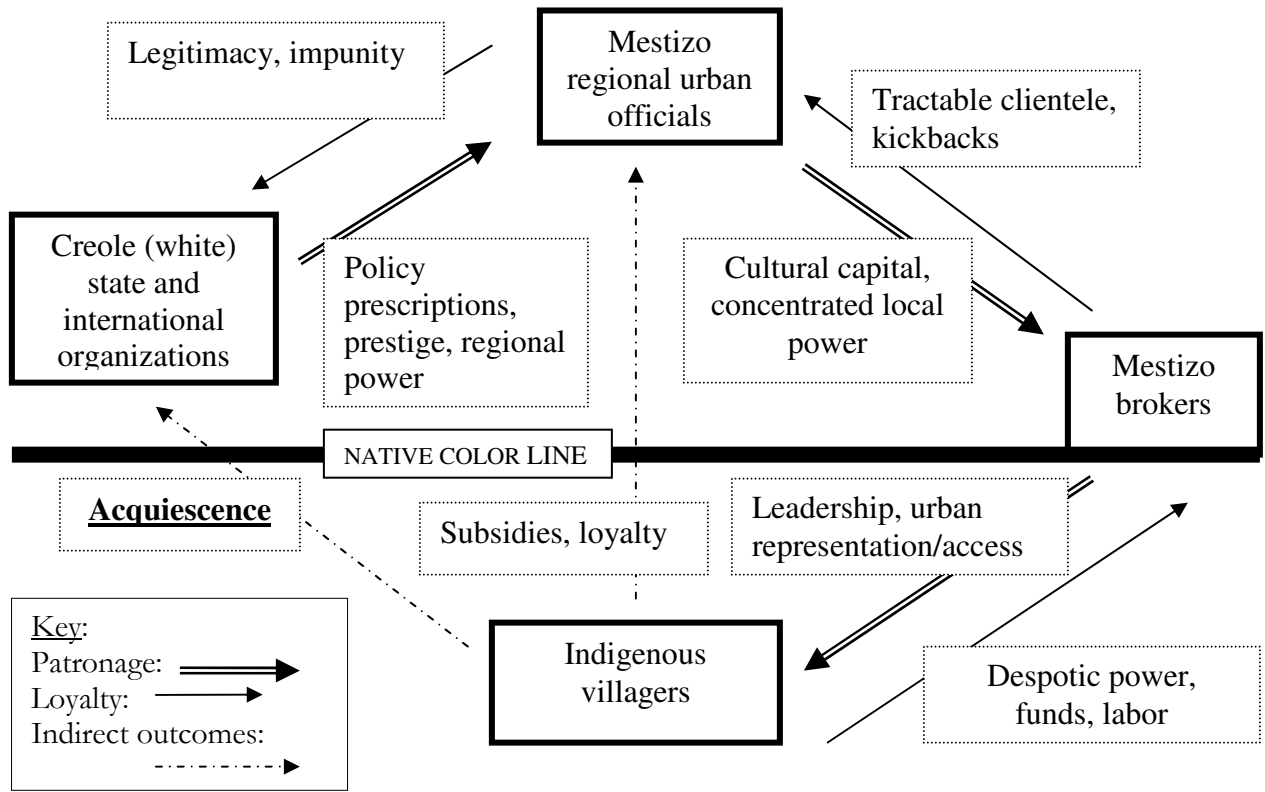 Legitimacy, impunity
Mestizo
regional urban
officials
Tractable clientele,
kickbacks
Creole (white)
state and
international
organizations
Policy
prescriptions,
prestige, regional
power
Cultural capital,
concentrated local
power
Mestizo
brokers
NATIVE COLOR LINE
Acquiescence
Subsidies, loyalty
Leadership, urban
representation/access
Key:
Patronage:
Loyalty:
Indirect outcomes:
Indigenous
villagers
Despotic power,
funds, labor